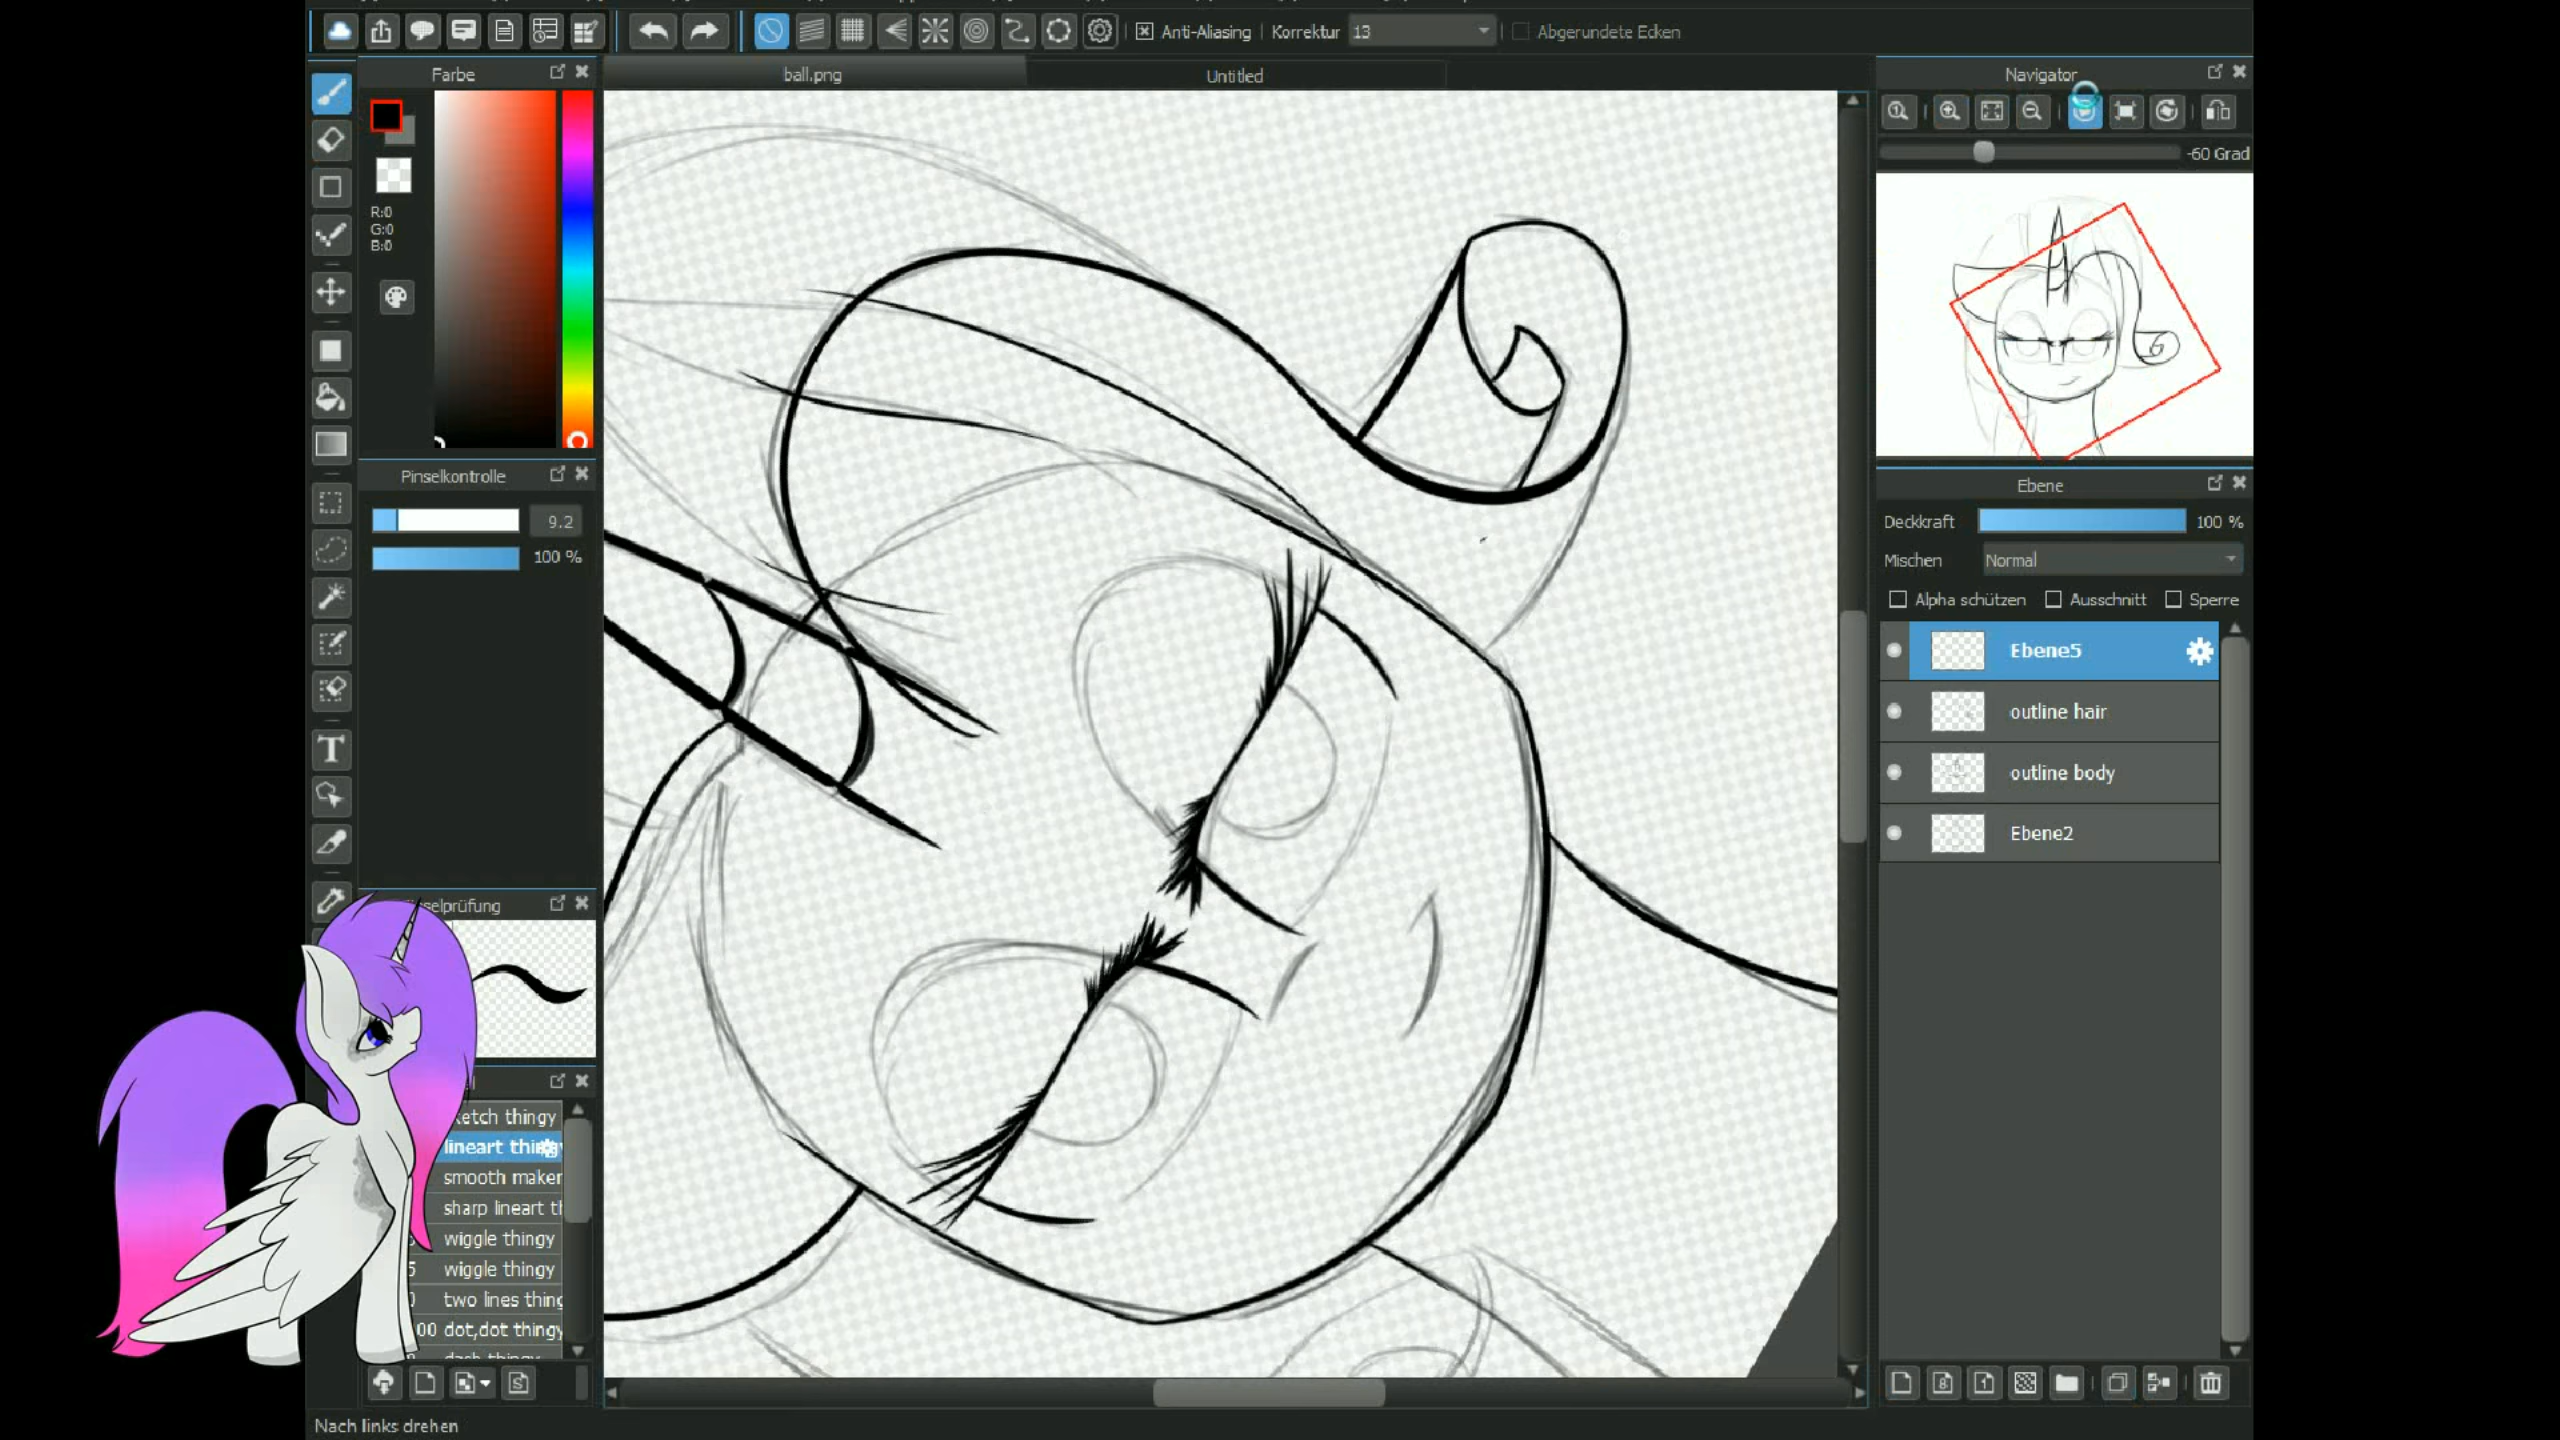 Anti-Aliasing Korrektur 13 Abgerundete Ecken
Farbe
ball.png
Untitled
Navigator
-60 Grad
R:0
G:0
B:0
Pinselkontrolle
9.2
100 %
Ebene
Deckkraft 100 %
Mischen Normal
Alpha schützen Ausschnitt Sperre
Ebene5
outline hair
outline body
Ebene2
selprüfung
ketch thingy
lineart thi
smooth maker
sharp lineart th
wiggle thingy
5 wiggle thingy
two lines thing
00 dot,dot thingy
Nach links drehen